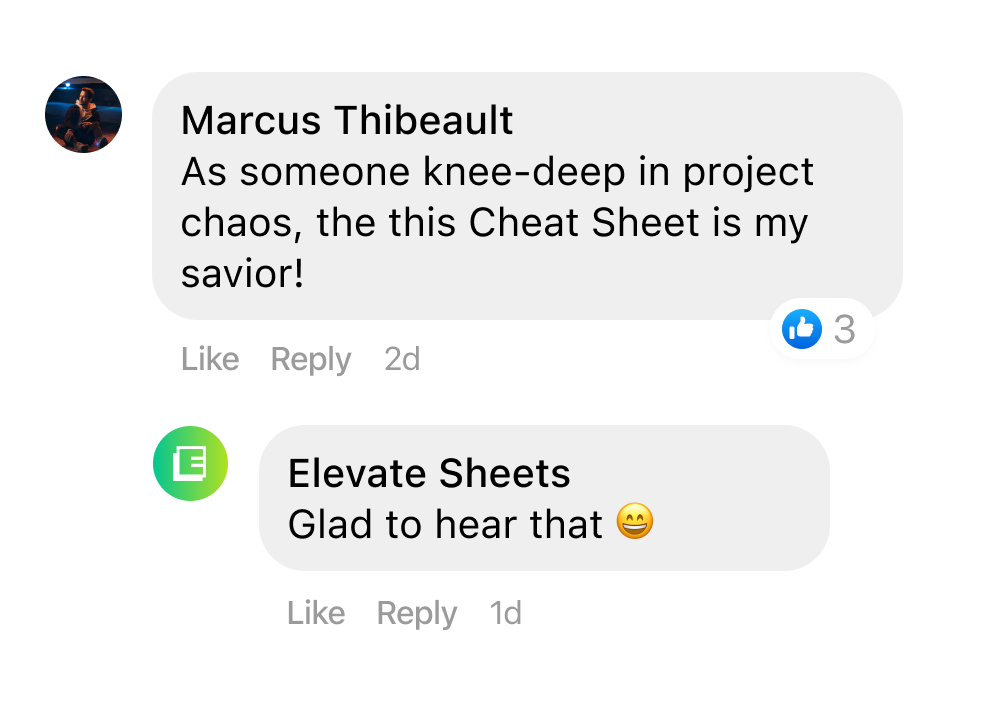 Marcus Thibeault
As someone knee-deep in project
chaos, the this Cheat Sheet is my
savior!
3
Like Reply 2d
Elevate Sheets
Glad to hear that 😄
Like Reply 1d